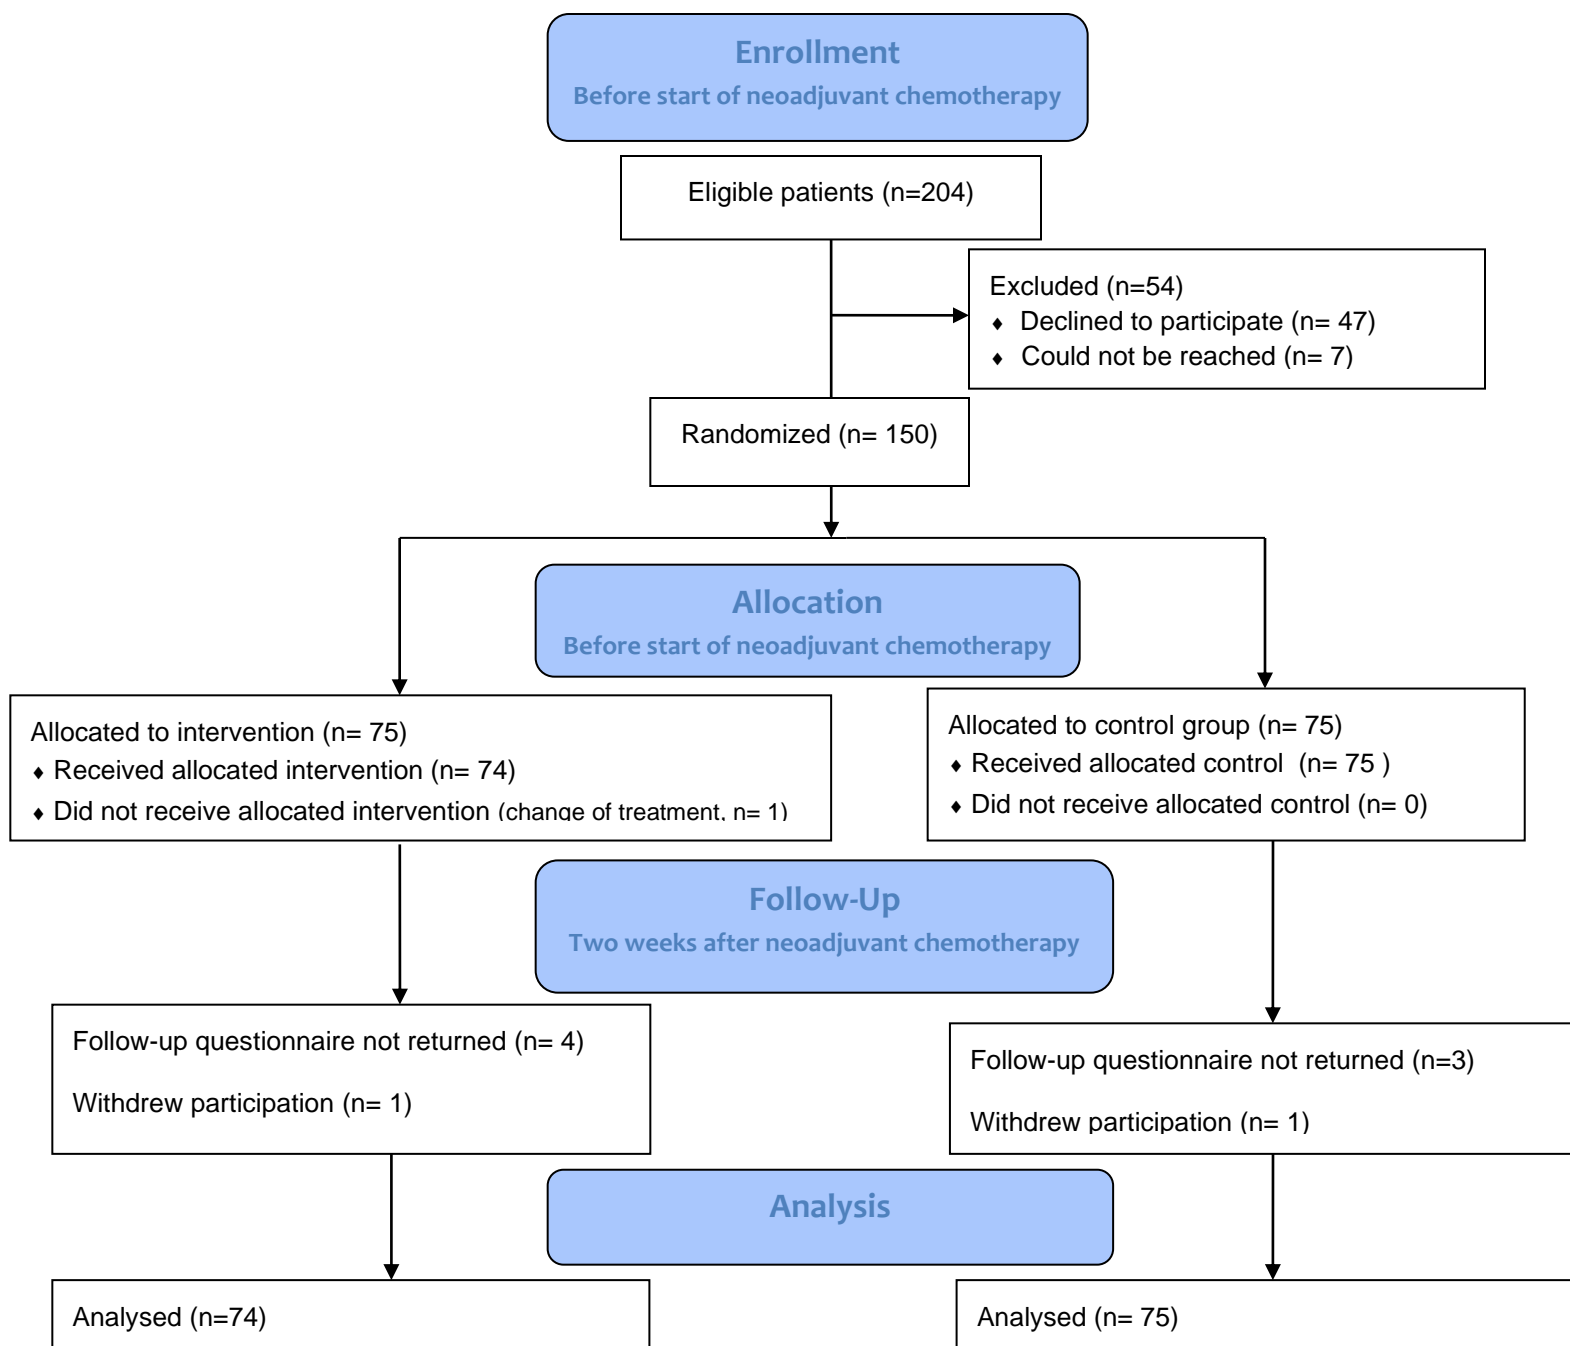 Enrollment
Before start of neoadjuvant chemotherapy
Eligible patients (n=204)
Excluded (n=54)
♦ Declined to participate (n= 47)
♦ Could not be reached (n= 7)
Randomized (n= 150)
Allocation
Before start of neoadjuvant chemotherapy
Allocated to intervention (n= 75)
♦ Received allocated intervention (n= 74)
♦ Did not receive allocated intervention (change of treatment, n= 1)
Allocated to control group (n= 75)
♦ Received allocated control (n= 75 )
♦ Did not receive allocated control (n= 0)
Follow-Up
Two weeks after neoadjuvant chemotherapy
Follow-up questionnaire not returned (n= 4)
Withdrew participation (n= 1)
Follow-up questionnaire not returned (n=3)
Withdrew participation (n= 1)
Analysis
Analysed (n=74)
Analysed (n= 75)